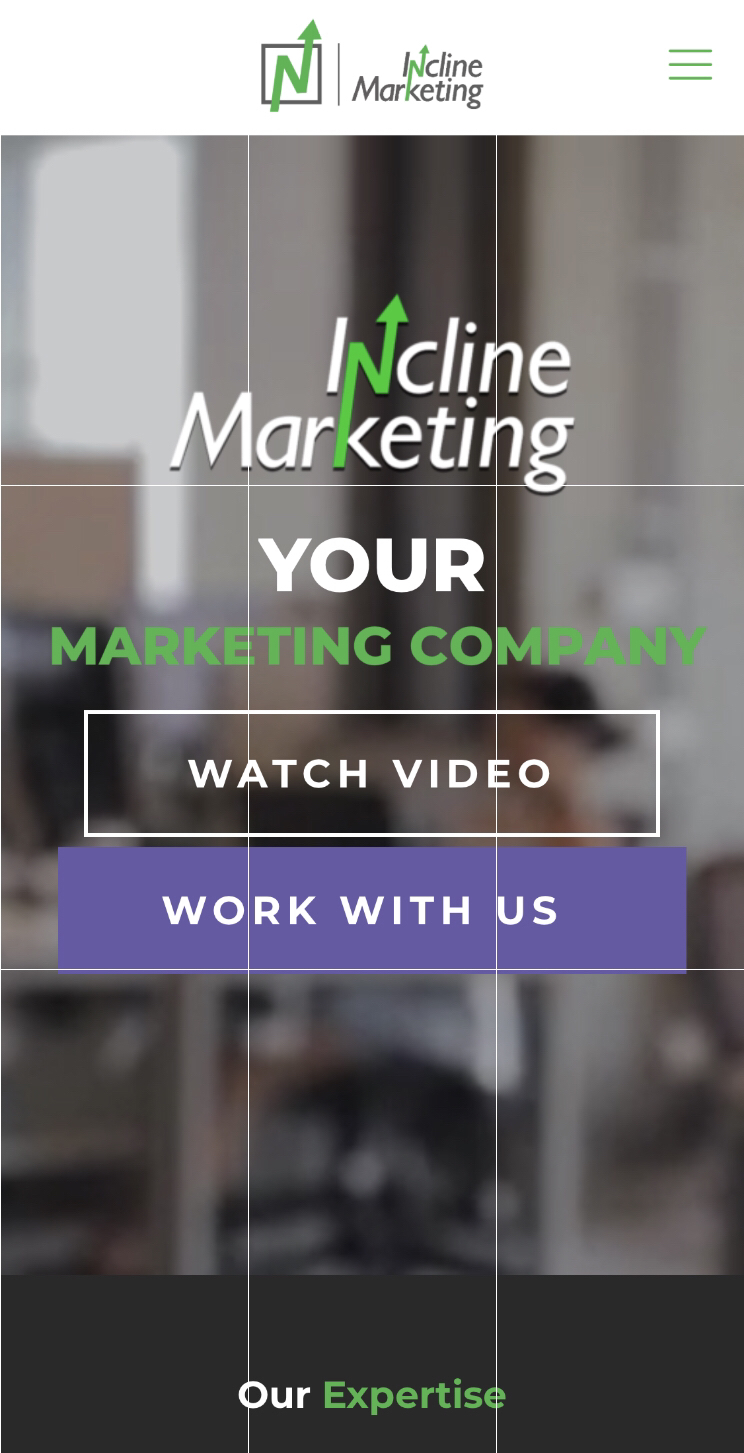 N
Incline
Marketing
Incline
Marketing
YOUR
MARKETING COMPANY
WATCH VIDEO
WORK WITH US
Our Expertise